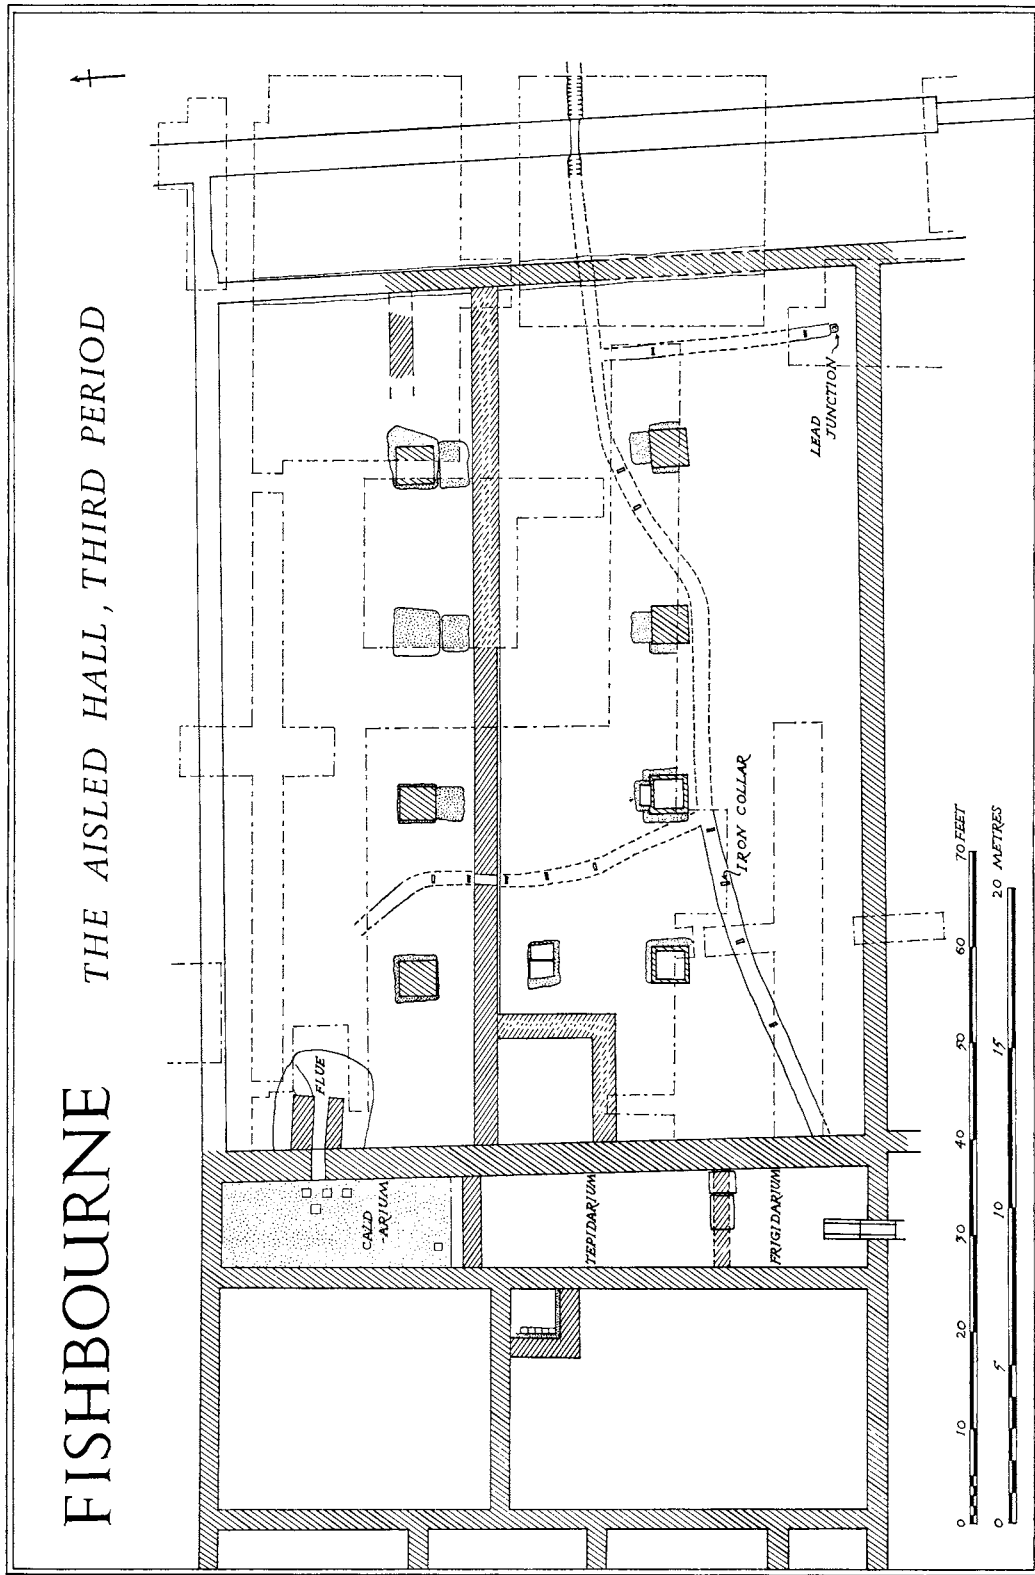 FISHBOURNE THE AISLED HALL, THIRD PERIOD
FLUE
CALD
-ARIUM
TEPIDARIUM
FRIGIDARIUM
IRON COLLAR
LEAD
JUNCTION
0 10 20 30 40 50 60 70 FEET
0 5 10 15 20 METRES